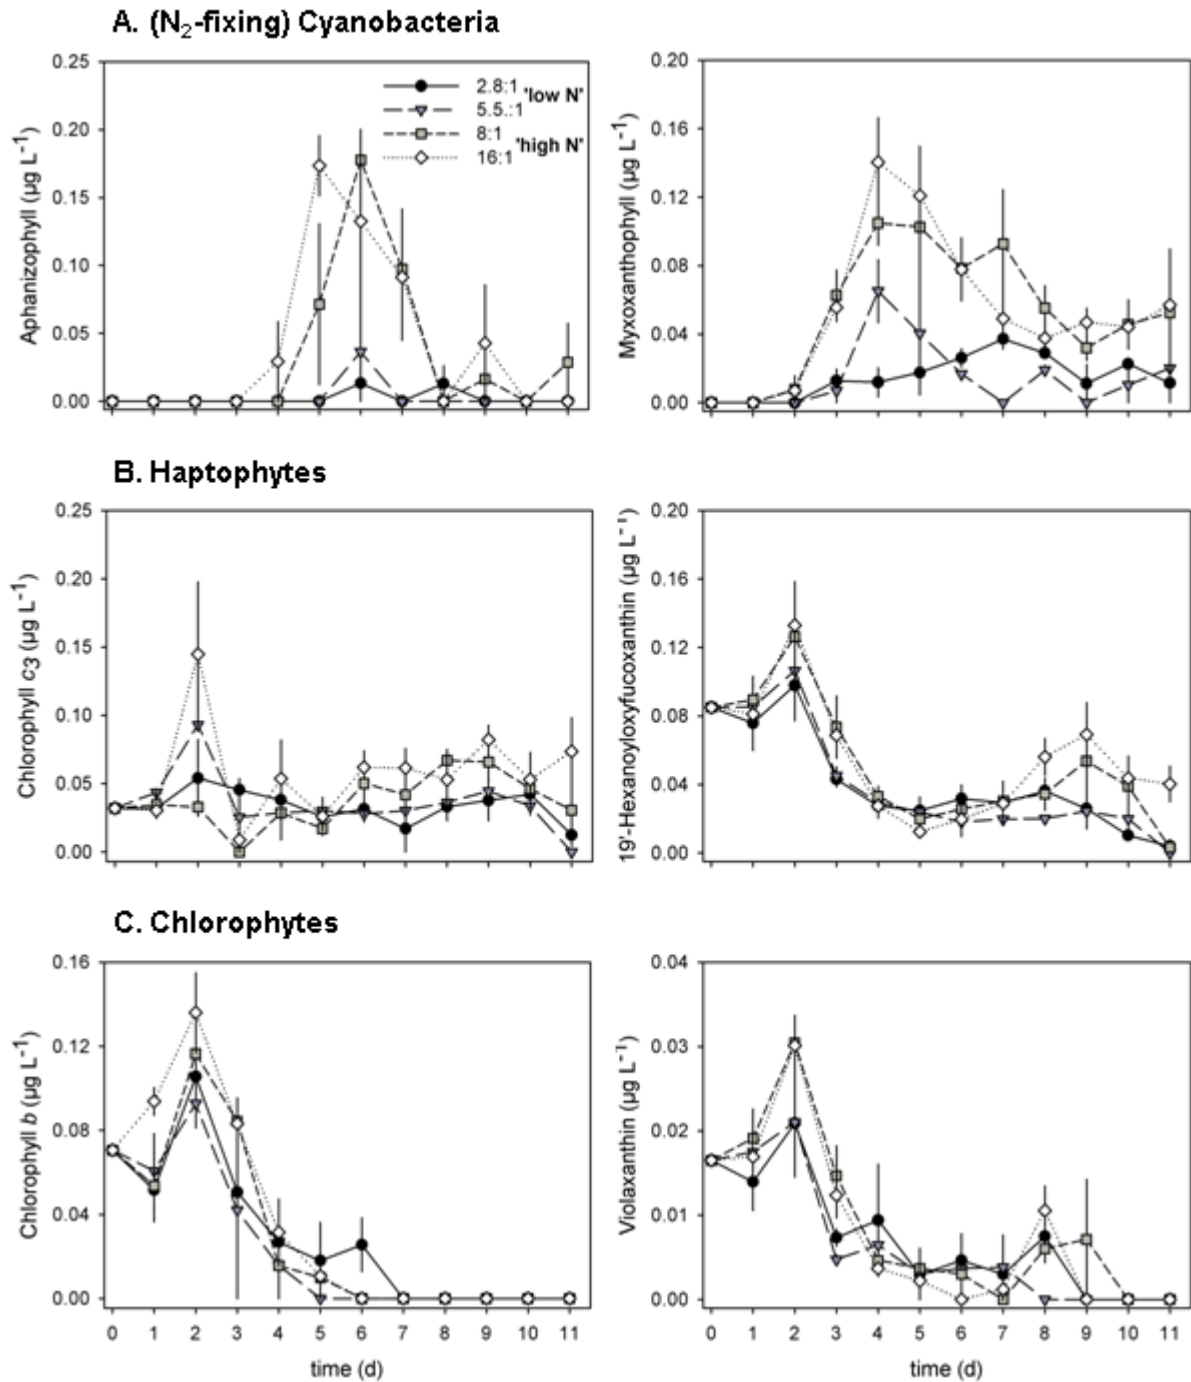 A. (N₂-fixing) Cyanobacteria
0.25
0.20
0.15
0.10
0.05
0.00
Aphanizophyll (µg L⁻¹)
2.8:1 'low N'
5.5.:1
8:1 'high N'
16:1
0.20
0.16
0.12
0.08
0.04
0.00
Myxoxanthophyll (µg L⁻¹)
B. Haptophytes
0.25
0.20
0.15
0.10
0.05
0.00
Chlorophyll c3 (µg L⁻¹)
0.20
0.16
0.12
0.08
0.04
0.00
19'-Hexanoyloxyfucoxanthin (µg L⁻¹)
C. Chlorophytes
0.16
0.12
0.08
0.04
0.00
Chlorophyll b (µg L⁻¹)
0 1 2 3 4 5 6 7 8 9 10 11
time (d)
0.04
0.03
0.02
0.01
0.00
Violaxanthin (µg L⁻¹)
0 1 2 3 4 5 6 7 8 9 10 11
time (d)